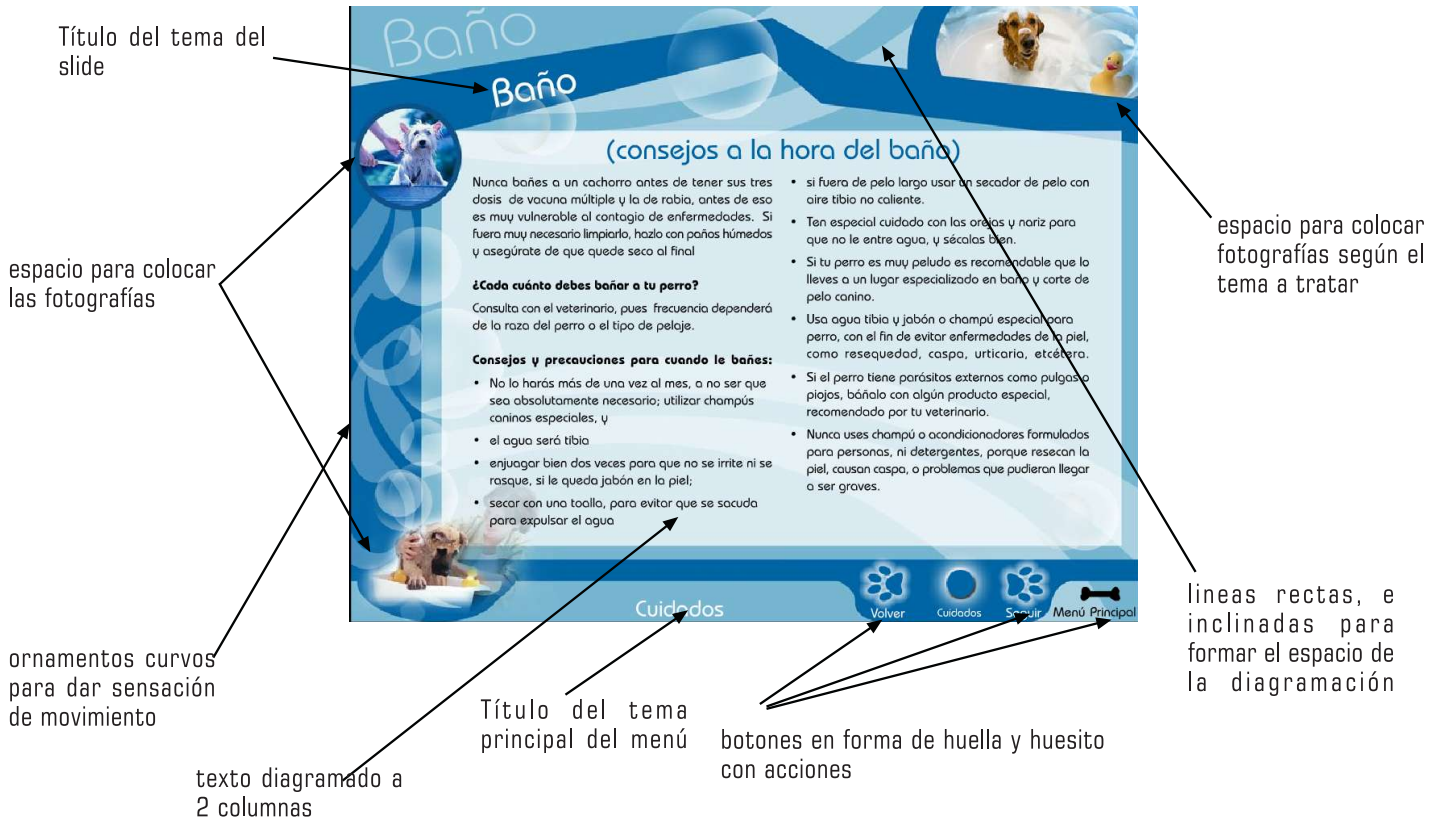 Título del tema del
slide
Baño
Baño
(consejos a la hora del baño)
Nunca bañes a un cachorro antes de tener sus tres
dosis de vacuna múltiple y la de rabia, antes de eso
es muy vulnerable al contagio de enfermedades. Si
fuera muy necesario limpiarlo, hazlo con paños húmedos
y asegúrate de que quede seco al final
¿Cada cuánto debes bañar a tu perro?
Consulta con el veterinario, pues frecuencia dependerá
de la raza del perro o el tipo de pelaje.
Consejos y precauciones para cuando le bañes:
• No lo harás más de una vez al mes, a no ser que
sea absolutamente necesario; utilizar champús
caninos especiales, y
• el agua será tibia
• enjuagar bien dos veces para que no se irrite ni se
rasque, si le queda jabón en la piel;
• secar con una toalla, para evitar que se sacuda
para expulsar el agua
• si fuera de pelo largo usar un secador de pelo con
aire tibio no caliente.
• Ten especial cuidado con las orejas y nariz para
que no le entre agua, y sécalas bien.
• Si tu perro es muy peludo es recomendable que lo
lleves a un lugar especializado en baño y corte de
pelo canino.
• Usa agua tibia y jabón o champú especial para
perro, con el fin de evitar enfermedades de la piel,
como resequedad, caspa, urticaria, etcétera.
• Si el perro tiene parásitos externos como pulgas o
piojos, báñalo con algún producto especial,
recomendado por tu veterinario.
• Nunca uses champú o acondicionadores formulados
para personas, ni detergentes, porque resecan la
piel, causan caspa, o problemas que pudieran llegar
a ser graves.
Cuidados
Volver
Cuidados
Seguir
Menú Principal
espacio para colocar
las fotografías
espacio para colocar
fotografías según el
tema a tratar
ornamentos curvos
para dar sensación
de movimiento
lineas rectas, e
inclinadas para
formar el espacio de
la diagramación
Título del tema
principal del menú
botones en forma de huella y huesito
con acciones
texto diagramado a
2 columnas